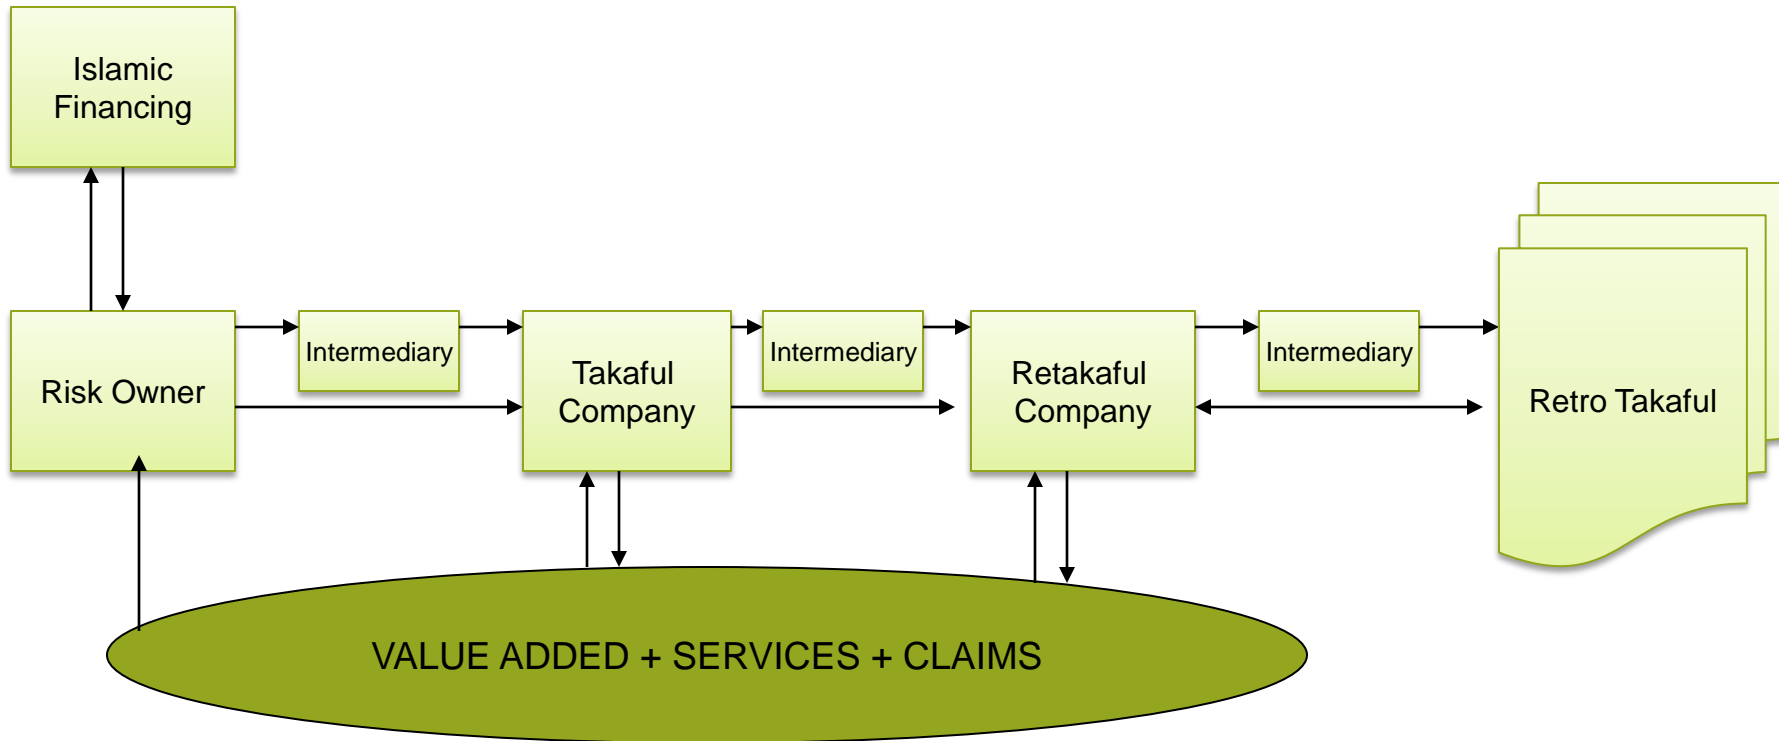 Islamic
Financing
Risk Owner
Intermediary
Takaful
Company
Intermediary
Retakaful
Company
Intermediary
Retro Takaful
VALUE ADDED + SERVICES + CLAIMS